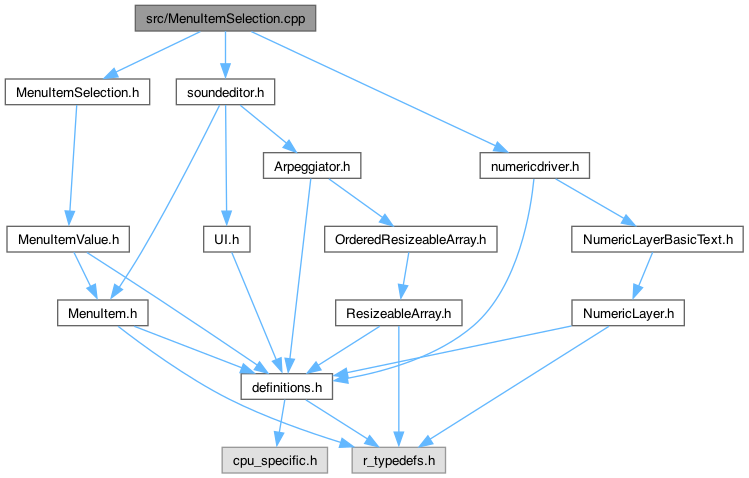 src/MenuItemSelection.cpp
MenuItemSelection.h
soundeditor.h
Arpeggiator.h
numericdriver.h
MenuItemValue.h
UI.h
OrderedResizeableArray.h
NumericLayerBasicText.h
MenuItem.h
ResizeableArray.h
NumericLayer.h
definitions.h
cpu_specific.h
r_typedefs.h